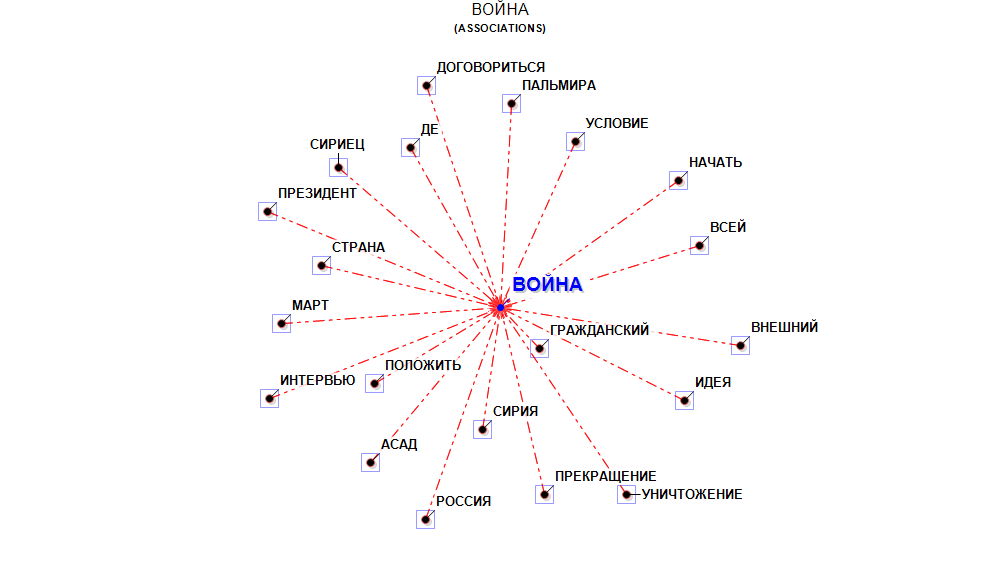 ВОЙНА
(ASSOCIATIONS)
ДОГОВОРИТЬСЯ
ПАЛЬМИРА
УСЛОВИЕ
ДЕ
СИРИЕЦ
НАЧАТЬ
ПРЕЗИДЕНТ
ВСЕЙ
СТРАНА
ВОЙНА
МАРТ
ВНЕШНИЙ
ГРАЖДАНСКИЙ
ПОЛОЖИТЬ
ИНТЕРВЬЮ
ИДЕЯ
СИРИЯ
АСАД
ПРЕКРАЩЕНИЕ
УНИЧТОЖЕНИЕ
РОССИЯ